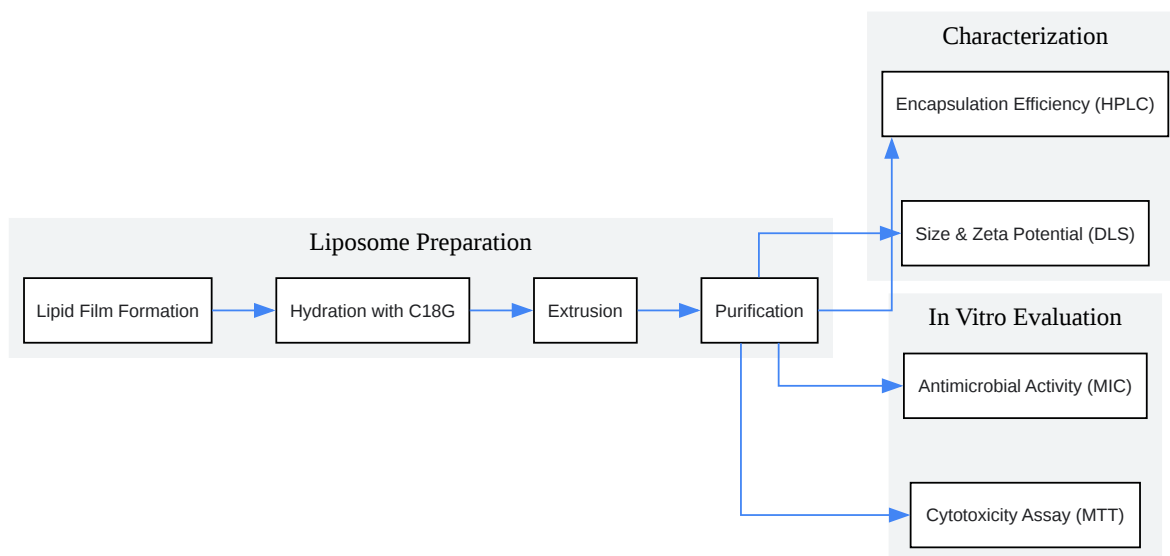 Liposome Preparation
Lipid Film Formation
Hydration with C18G
Extrusion
Purification
Characterization
Encapsulation Efficiency (HPLC)
Size & Zeta Potential (DLS)
In Vitro Evaluation
Antimicrobial Activity (MIC)
Cytotoxicity Assay (MTT)